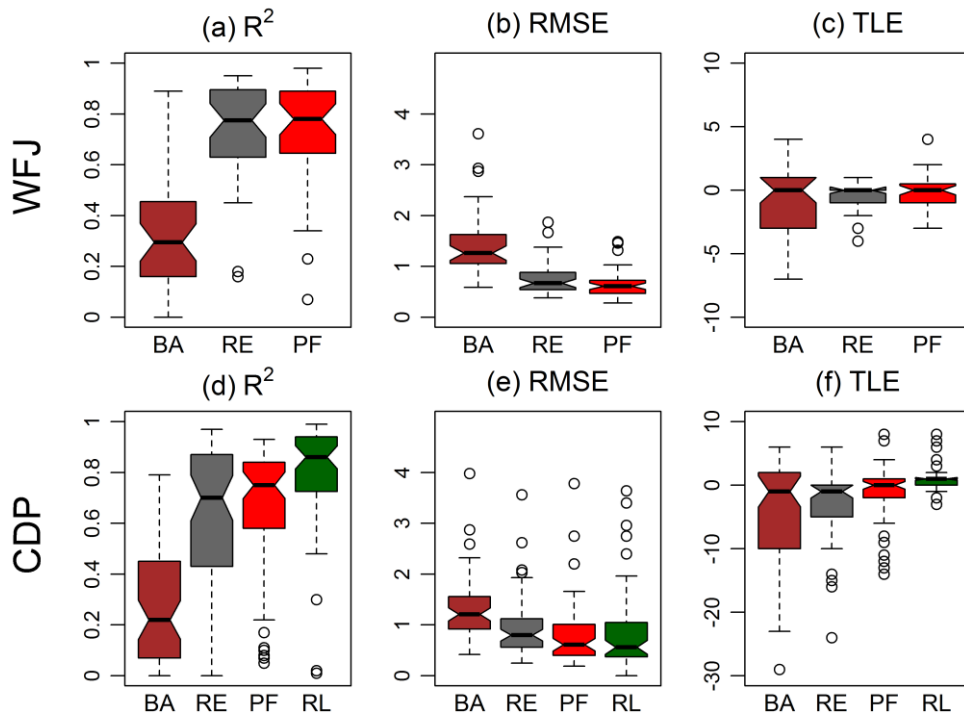 (a) R² (b) RMSE (c) TLE
WFJ
0 0.2 0.4 0.6 0.8 1
BA RE PF
0 1 2 3 4
BA RE PF
-10 -5 0 5 10
BA RE PF
(d) R² (e) RMSE (f) TLE
CDP
0 0.2 0.4 0.6 0.8 1
BA RE PF RL
0 1 2 3 4
BA RE PF RL
-30 -20 -10 0 10
BA RE PF RL